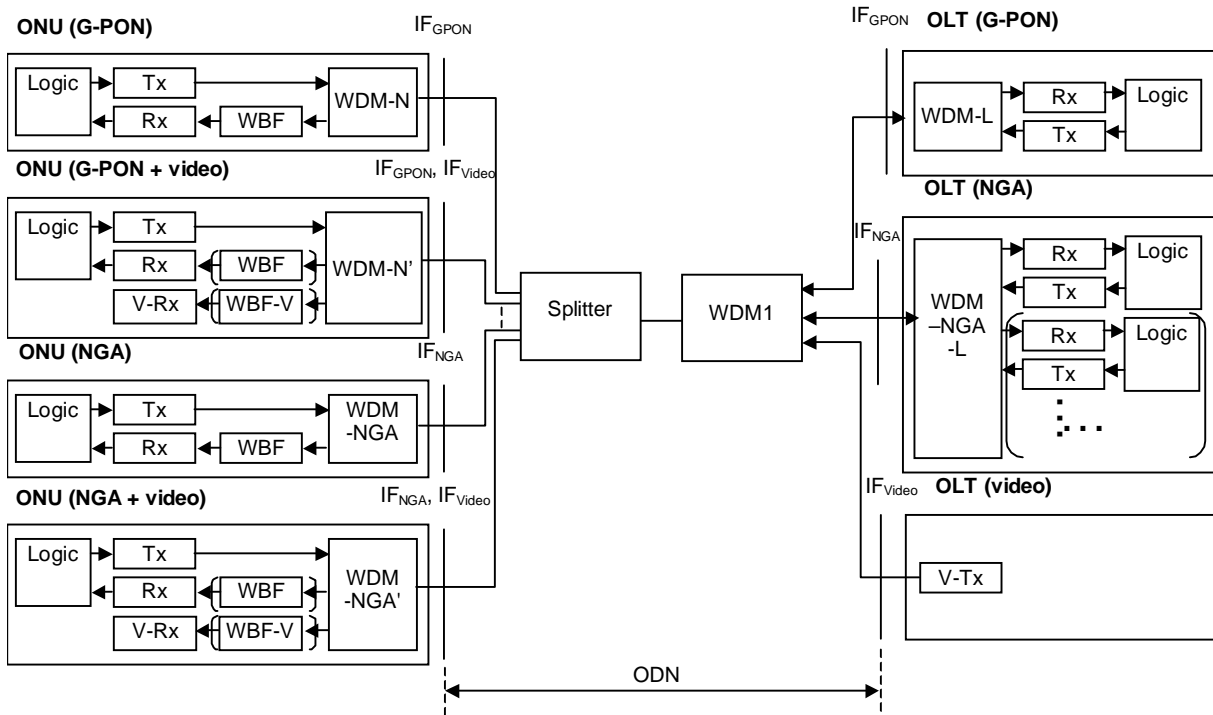 ONU (G-PON)
Logic
Tx
Rx
WBF
WDM-N
IFGPON
ONU (G-PON + video)
IFGPON, IFVideo
Logic
Tx
Rx
WBF
V-Rx
WBF-V
WDM-N’
ONU (NGA)
IFNGA
Logic
Tx
Rx
WBF
WDM
-NGA
ONU (NGA + video)
IFNGA, IFVideo
Logic
Tx
Rx
WBF
V-Rx
WBF-V
WDM
-NGA’
Splitter
WDM1
ODN
IFGPON
OLT (G-PON)
WDM-L
Rx
Tx
Logic
OLT (NGA)
IFNGA
WDM
–NGA
-L
Rx
Tx
Logic
Rx
Tx
Logic
IFVideo
OLT (video)
V-Tx